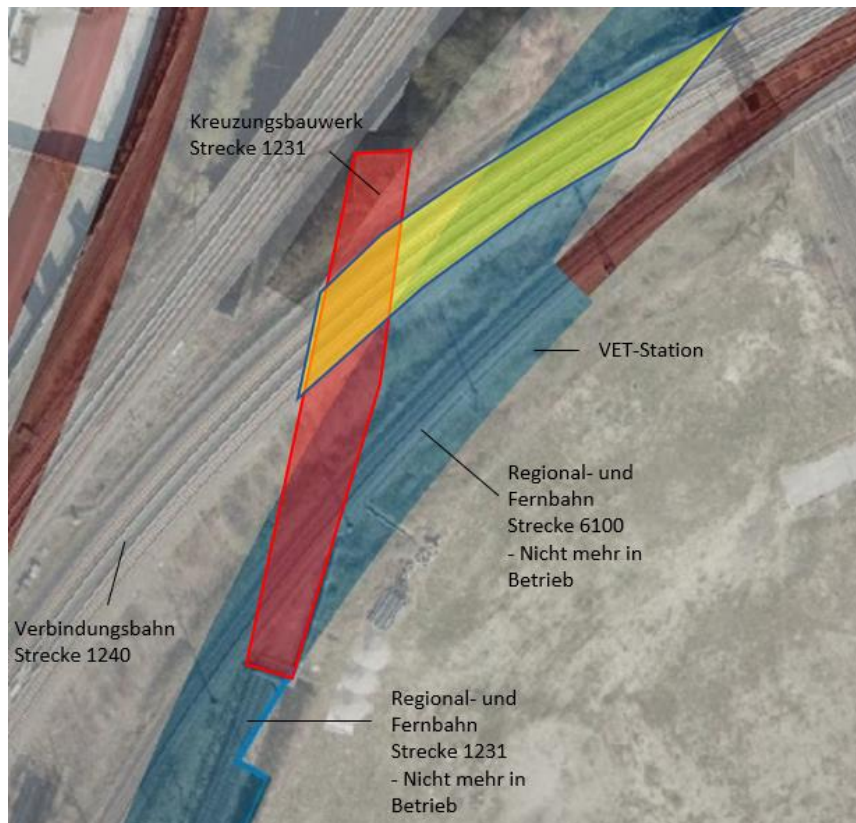 Kreuzungsbauwerk
Strecke 1231
VET-Station
Regional- und
Fernbahn
Strecke 6100
- Nicht mehr in
Betrieb
Verbindungsbahn
Strecke 1240
Regional- und
Fernbahn
Strecke 1231
- Nicht mehr in
Betrieb